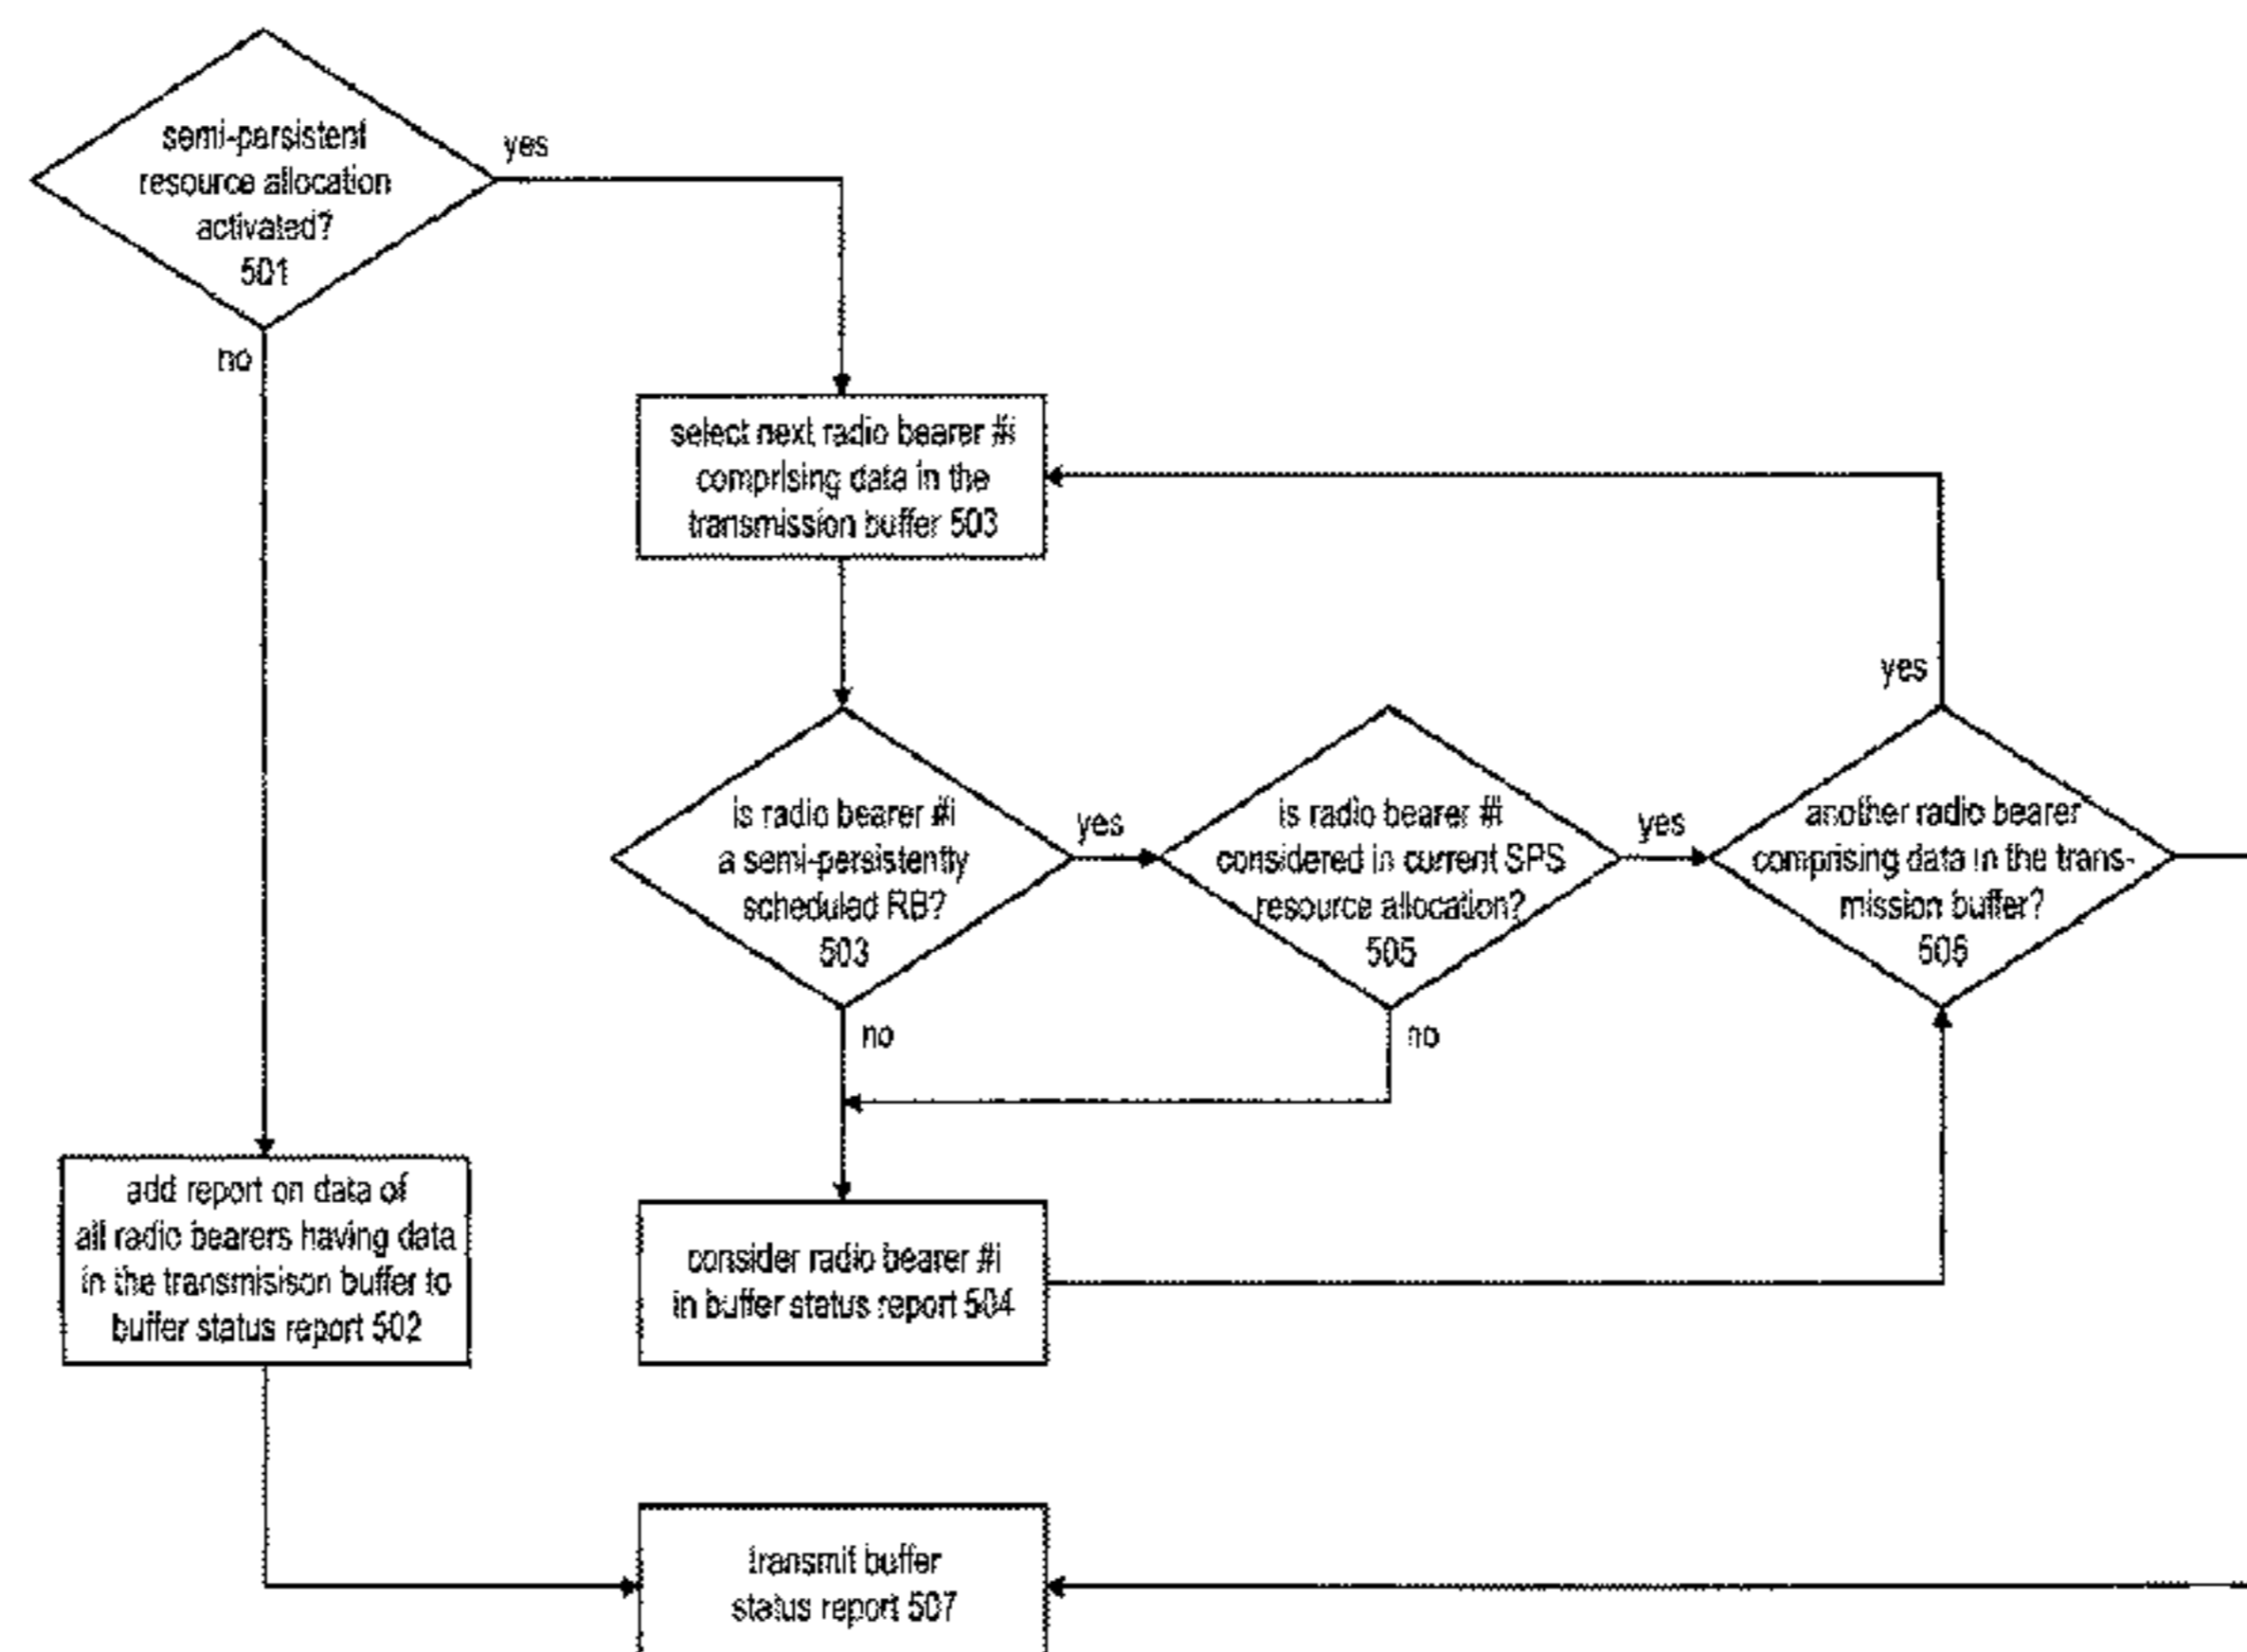 semi-parsistent
resource allocation
activated?
501
yes
no
select next radio bearer #i
comprising data in the
transmission buffer 503
yes
is radio bearer #i
a semi-persistently
scheduled RB?
503
yes
is radio bearer #i
considered in current SPS
resource allocation?
505
yes
another radio bearer
comprising data in the trans-
mission buffer?
506
no
no
add report on data of
all radio bearers having data
in the transmisison buffer to
buffer status report 502
consider radio bearer #i
in buffer status report 504
transmit buffer
status report 507